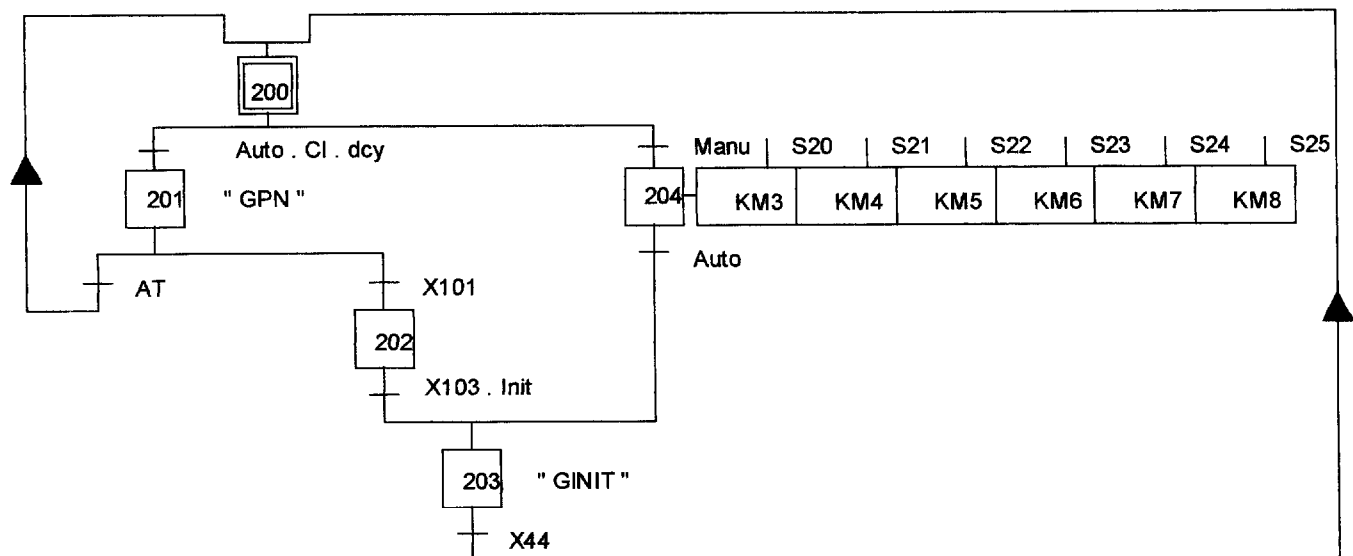 200
Auto . CI . dcy
Manu S20 S21 S22 S23 S24 S25
201 " GPN "
204 KM3 KM4 KM5 KM6 KM7 KM8
Auto
AT X101
202
X103 . Init
203 " GINIT "
X44